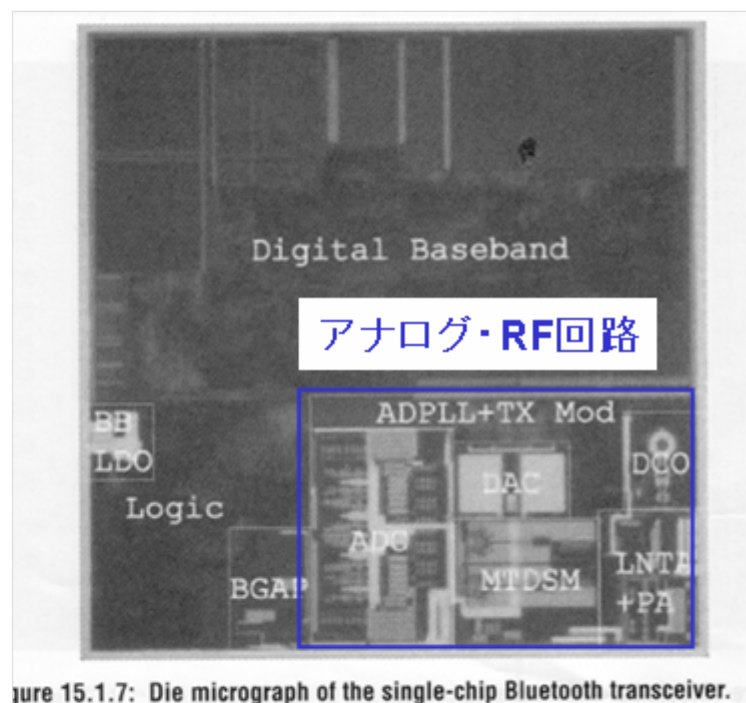 Digital Baseband
アナログ・RF回路
ADPLL+TX Mod
BB
LDO
DAC
DCO
Logic
ADC
BGAP
MTDSM
LNTA
+PA
gure 15.1.7: Die micrograph of the single-chip Bluetooth transceiver.